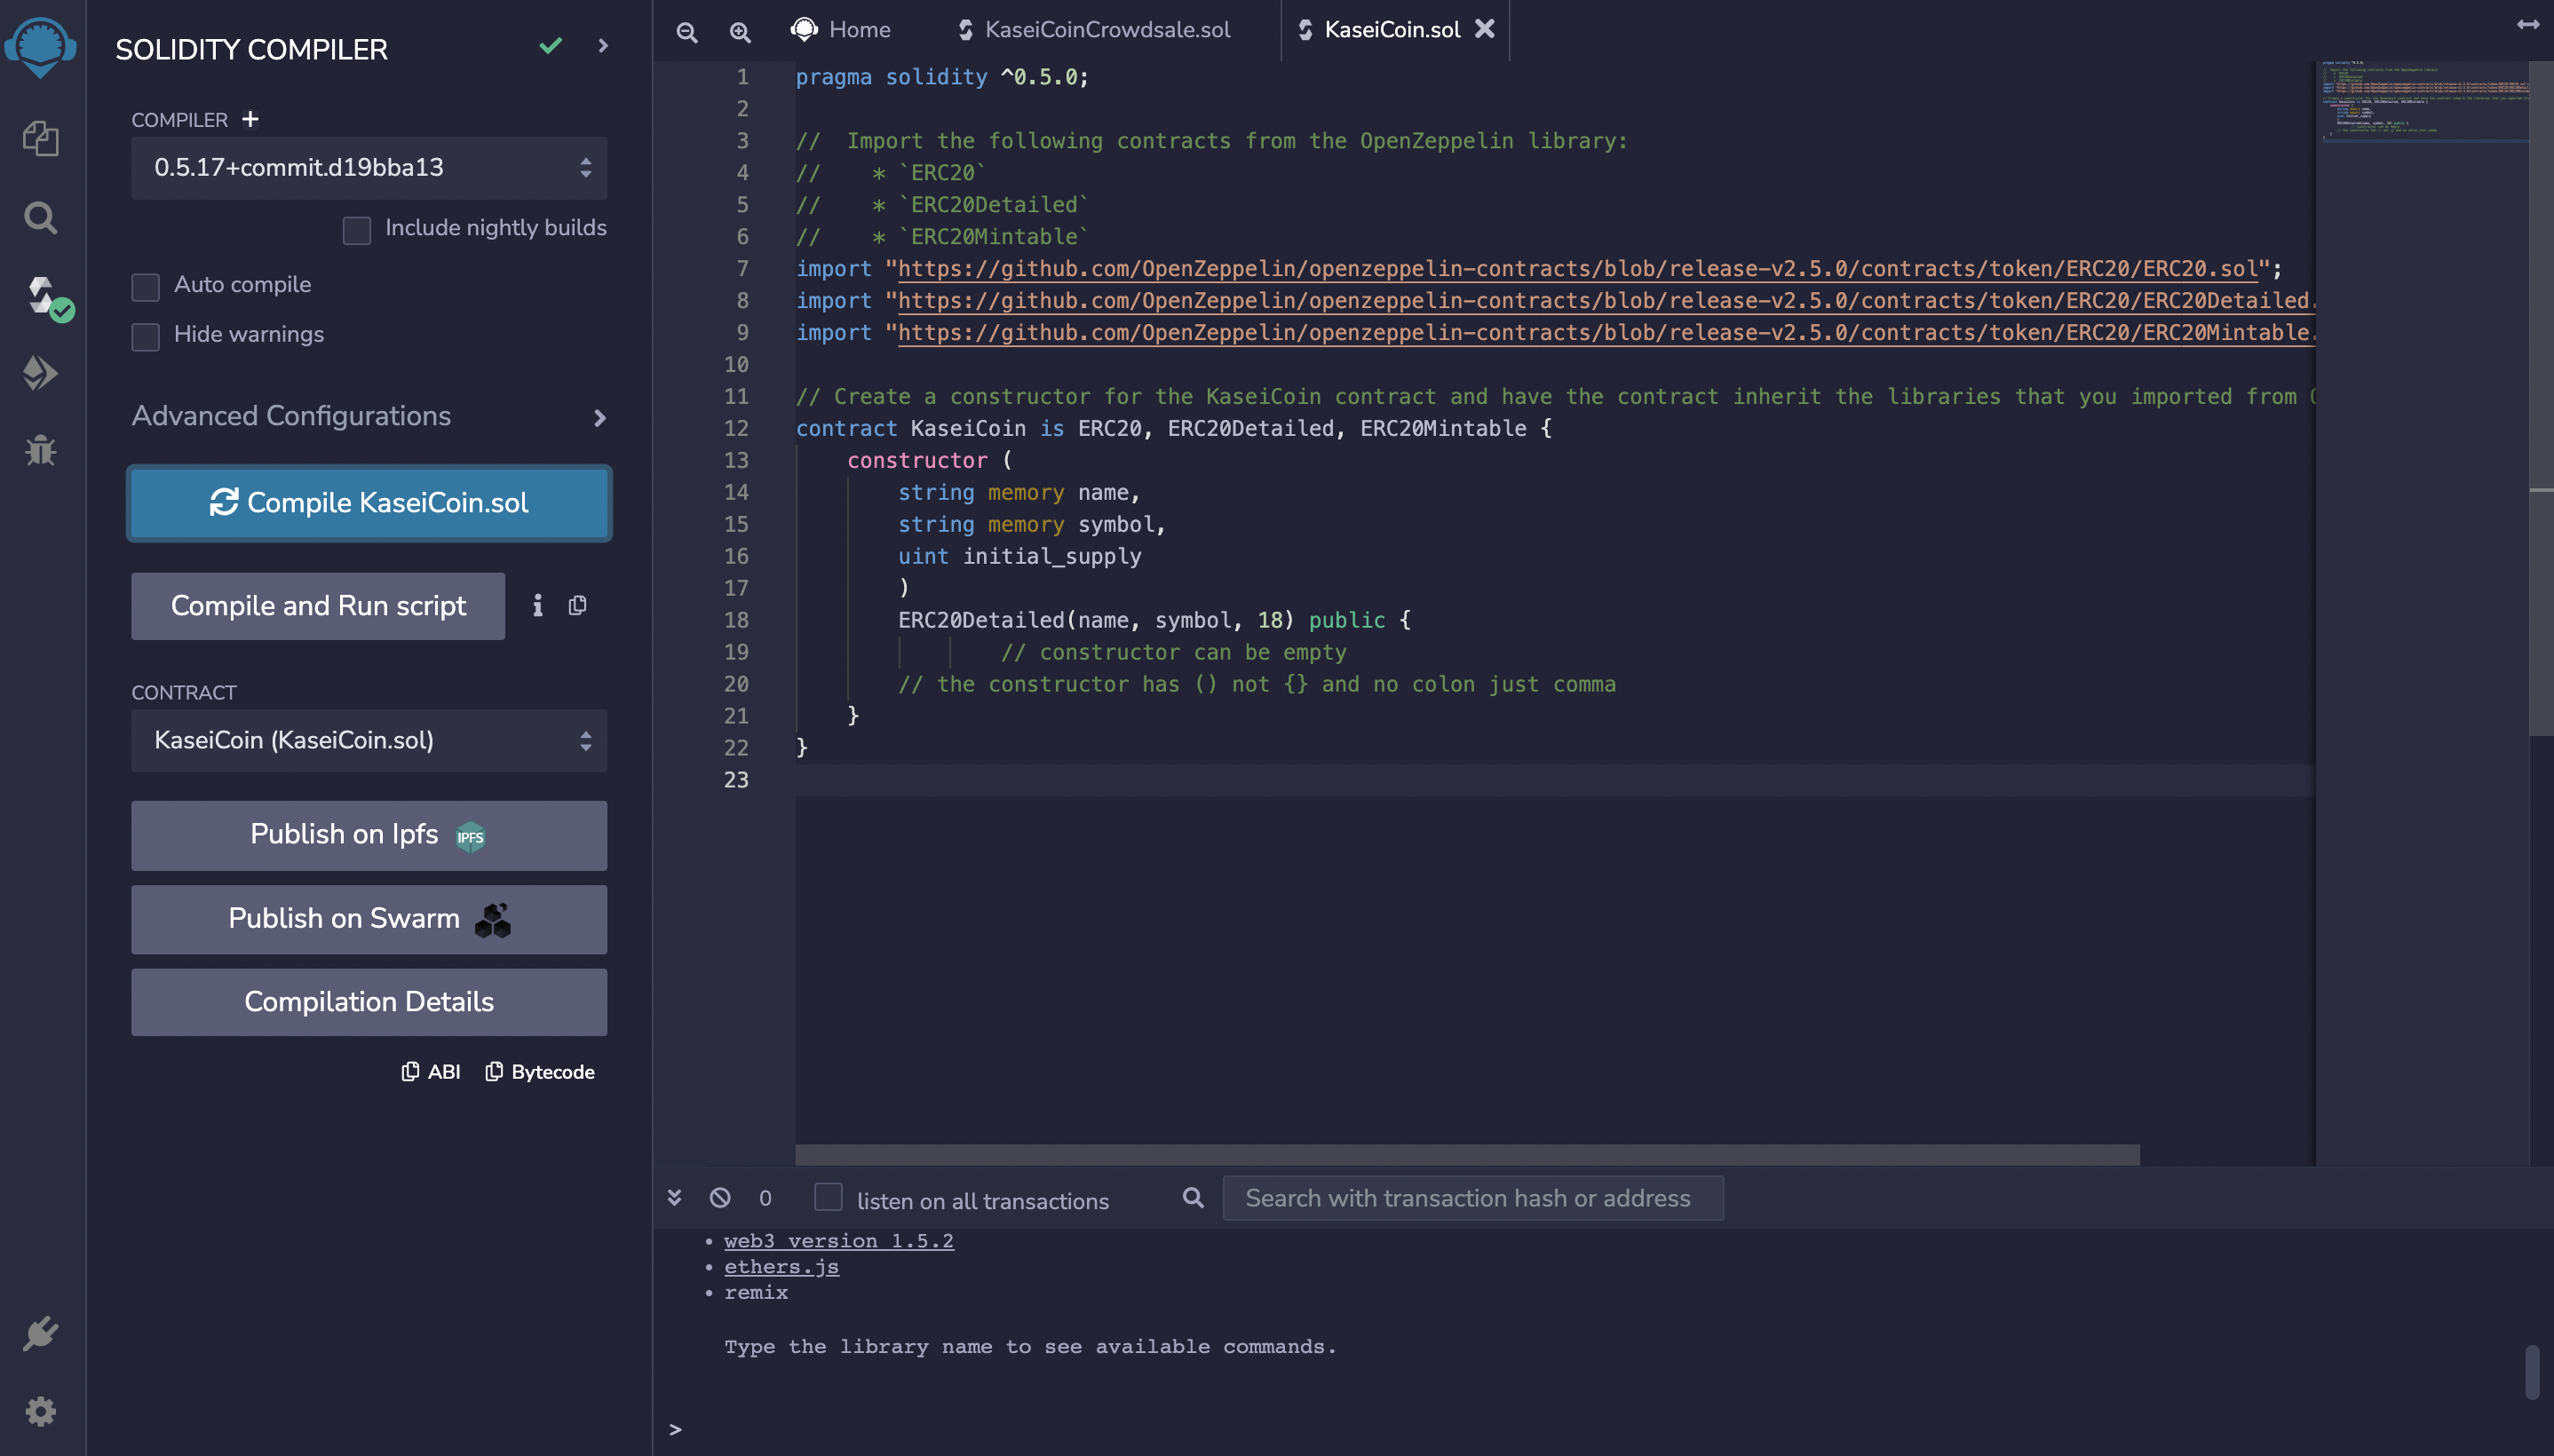 SOLIDITY COMPILER
COMPILER +
0.5.17+commit.d19bba13
Include nightly builds
Auto compile
Hide warnings
Advanced Configurations
Compile KaseiCoin.sol
Compile and Run script
CONTRACT
KaseiCoin (KaseiCoin.sol)
Publish on Ipfs IPFS
Publish on Swarm
Compilation Details
ABI Bytecode
Home KaseiCoinCrowdsale.sol KaseiCoin.sol
1 pragma solidity ^0.5.0;
2
3 //  Import the following contracts from the OpenZeppelin library:
4 //    * `ERC20`
5 //    * `ERC20Detailed`
6 //    * `ERC20Mintable`
7 import "https://github.com/OpenZeppelin/openzeppelin-contracts/blob/release-v2.5.0/contracts/token/ERC20/ERC20.sol";
8 import "https://github.com/OpenZeppelin/openzeppelin-contracts/blob/release-v2.5.0/contracts/token/ERC20/ERC20Detailed.
9 import "https://github.com/OpenZeppelin/openzeppelin-contracts/blob/release-v2.5.0/contracts/token/ERC20/ERC20Mintable.
10
11 // Create a constructor for the KaseiCoin contract and have the contract inherit the libraries that you imported from
12 contract KaseiCoin is ERC20, ERC20Detailed, ERC20Mintable {
13     constructor (
14         string memory name,
15         string memory symbol,
16         uint initial_supply
17         )
18         ERC20Detailed(name, symbol, 18) public {
19                 // constructor can be empty
20         // the constructor has () not {} and no colon just comma
21     }
22 }
23
0 listen on all transactions Search with transaction hash or address
• web3 version 1.5.2
• ethers.js
• remix
Type the library name to see available commands.
>